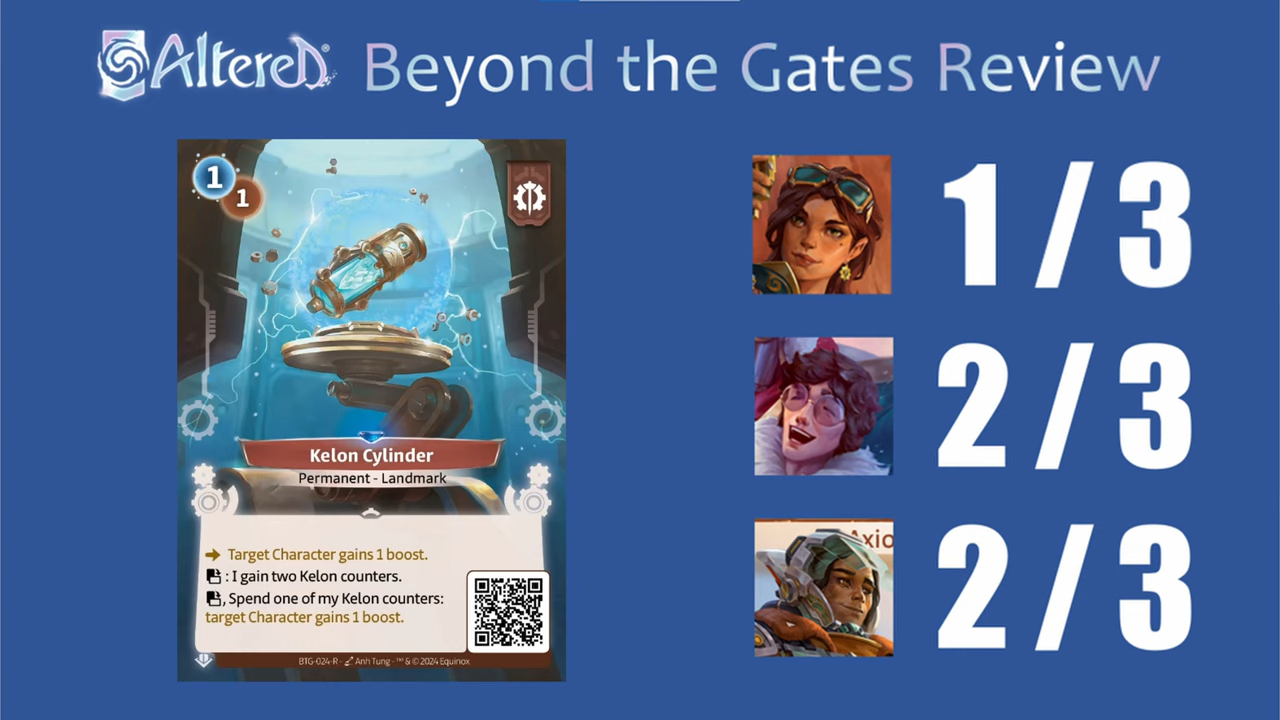 Altered® Beyond the Gates Review
1
1
Kelon Cylinder
Permanent - Landmark
Target Character gains 1 boost.
: I gain two Kelon counters.
, Spend one of my Kelon counters:
target Character gains 1 boost.
BTG-024-R - Anh Tung - ™ & © 2024 Equinox
1 / 3
2 / 3
Axio
2 / 3